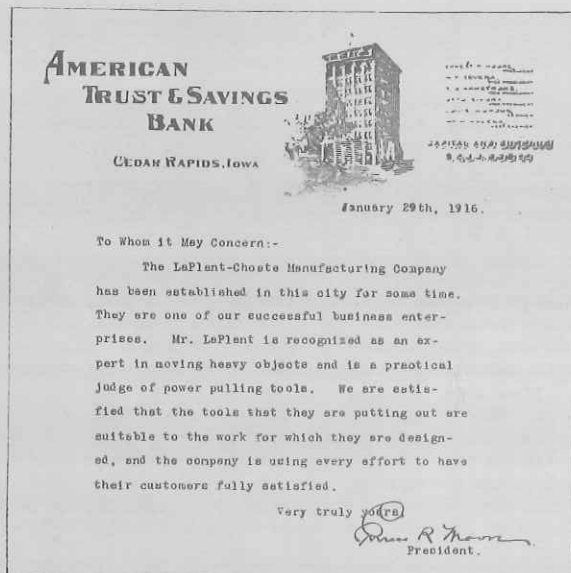 AMERICAN
TRUST & SAVINGS
BANK
CEDAR RAPIDS, IOWA
CAPITAL AND SURPLUS
January 29th, 1916.
To Whom it May Concern:-
The LaPlant-Choate Manufacturing Company
has been established in this city for some time.
They are one of our successful business enter-
prises. Mr. LaPlant is recognized as an ex-
pert in moving heavy objects and is a practical
judge of power pulling tools. We are satis-
fied that the tools that they are putting out are
suitable to the work for which they are design-
ed, and the company is using every effort to have
their customers fully satisfied.
Very truly yours
President.